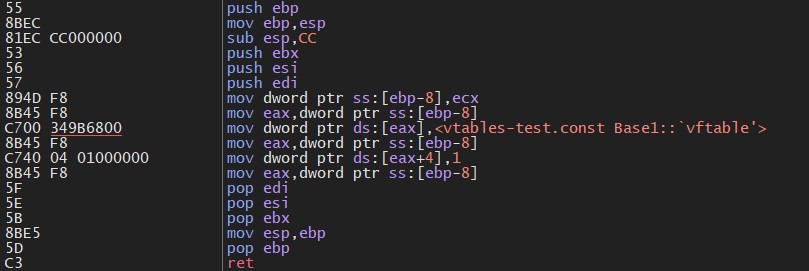 55 push ebp
8BEC mov ebp,esp
81EC CC000000 sub esp,CC
53 push ebx
56 push esi
57 push edi
894D F8 mov dword ptr ss:[ebp-8],ecx
8B45 F8 mov eax,dword ptr ss:[ebp-8]
C700 349B6800 mov dword ptr ds:[eax],<vtables-test.const Base1::`vftable'>
8B45 F8 mov eax,dword ptr ss:[ebp-8]
C740 04 01000000 mov dword ptr ds:[eax+4],1
8B45 F8 mov eax,dword ptr ss:[ebp-8]
5F pop edi
5E pop esi
5B pop ebx
8BE5 mov esp,ebp
5D pop ebp
C3 ret